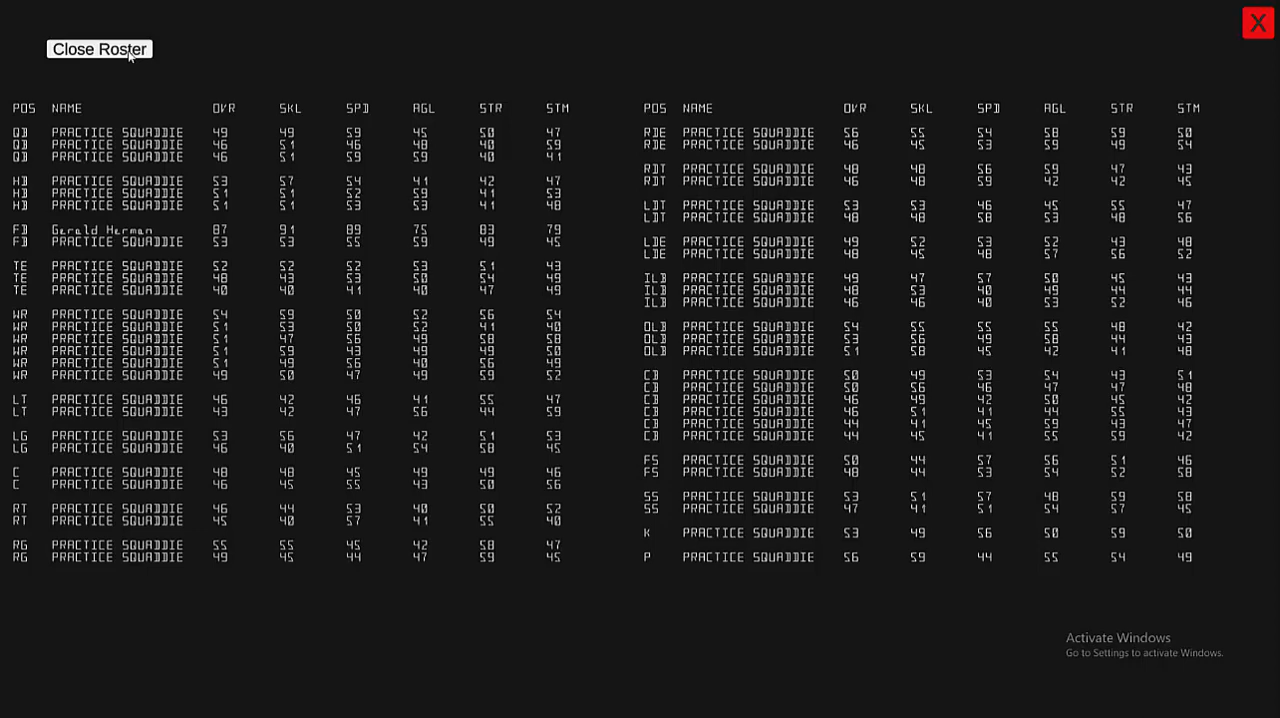 X
Close Roster
POS NAME OVR SKL SPD AGL STR STM
QB PRACTICE SQUADDIE 49 49 59 45 50 47
QB PRACTICE SQUADDIE 46 51 46 48 40 59
QB PRACTICE SQUADDIE 46 51 59 59 40 41
HB PRACTICE SQUADDIE 53 57 54 41 42 47
HB PRACTICE SQUADDIE 51 51 52 59 41 53
HB PRACTICE SQUADDIE 51 51 53 53 41 48
FB Gerald Herman 87 91 89 75 83 79
FB PRACTICE SQUADDIE 53 53 55 59 49 45
TE PRACTICE SQUADDIE 52 52 52 53 51 43
TE PRACTICE SQUADDIE 48 43 53 50 54 49
TE PRACTICE SQUADDIE 40 40 41 40 47 49
WR PRACTICE SQUADDIE 54 59 50 52 56 54
WR PRACTICE SQUADDIE 51 53 50 52 41 40
WR PRACTICE SQUADDIE 51 47 56 49 58 58
WR PRACTICE SQUADDIE 51 59 43 49 49 50
WR PRACTICE SQUADDIE 51 49 56 40 56 49
WR PRACTICE SQUADDIE 49 50 47 49 59 52
LT PRACTICE SQUADDIE 46 42 46 41 55 47
LT PRACTICE SQUADDIE 43 42 47 56 44 59
LG PRACTICE SQUADDIE 53 56 47 42 51 53
LG PRACTICE SQUADDIE 46 40 51 54 58 45
C PRACTICE SQUADDIE 48 48 45 49 49 46
C PRACTICE SQUADDIE 46 45 55 43 50 56
RT PRACTICE SQUADDIE 46 44 53 40 50 52
RT PRACTICE SQUADDIE 45 40 57 41 55 40
RG PRACTICE SQUADDIE 55 55 45 42 58 47
RG PRACTICE SQUADDIE 49 45 44 47 59 45
POS NAME OVR SKL SPD AGL STR STM
RDE PRACTICE SQUADDIE 56 55 54 58 59 50
RDE PRACTICE SQUADDIE 46 45 53 59 49 54
RDT PRACTICE SQUADDIE 48 48 56 59 47 43
RDT PRACTICE SQUADDIE 46 48 59 42 42 45
LDT PRACTICE SQUADDIE 53 53 46 45 55 47
LDT PRACTICE SQUADDIE 48 48 58 53 48 56
LDE PRACTICE SQUADDIE 49 52 53 52 43 48
LDE PRACTICE SQUADDIE 48 45 48 57 56 52
ILB PRACTICE SQUADDIE 49 47 57 50 45 43
ILB PRACTICE SQUADDIE 48 53 40 49 44 44
ILB PRACTICE SQUADDIE 46 46 40 53 52 46
OLB PRACTICE SQUADDIE 54 55 55 55 48 42
OLB PRACTICE SQUADDIE 53 56 49 58 44 43
OLB PRACTICE SQUADDIE 51 58 45 42 41 48
CB PRACTICE SQUADDIE 50 49 53 54 43 51
CB PRACTICE SQUADDIE 50 56 46 47 47 48
CB PRACTICE SQUADDIE 46 49 42 50 45 42
CB PRACTICE SQUADDIE 46 51 41 44 55 43
CB PRACTICE SQUADDIE 44 41 45 59 43 47
CB PRACTICE SQUADDIE 44 45 41 55 59 42
FS PRACTICE SQUADDIE 50 44 57 56 51 46
FS PRACTICE SQUADDIE 48 44 53 54 52 58
SS PRACTICE SQUADDIE 53 51 57 48 59 58
SS PRACTICE SQUADDIE 47 41 51 54 57 45
K PRACTICE SQUADDIE 53 49 56 50 59 50
P PRACTICE SQUADDIE 56 59 44 55 54 49
Activate Windows
Go to Settings to activate Windows.